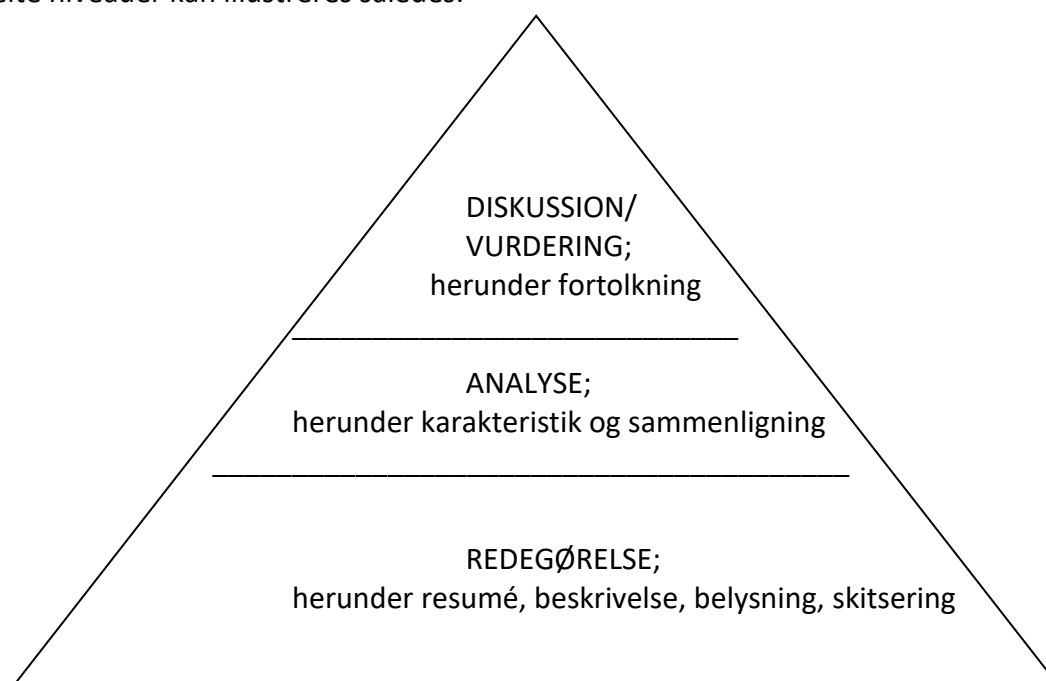 niveauer kan illustreres således:
DISKUSSION/
VURDERING;
herunder fortolkning
ANALYSE;
herunder karakteristik og sammenligning
REDEGØRELSE;
herunder resumé, beskrivelse, belysning, skitsering